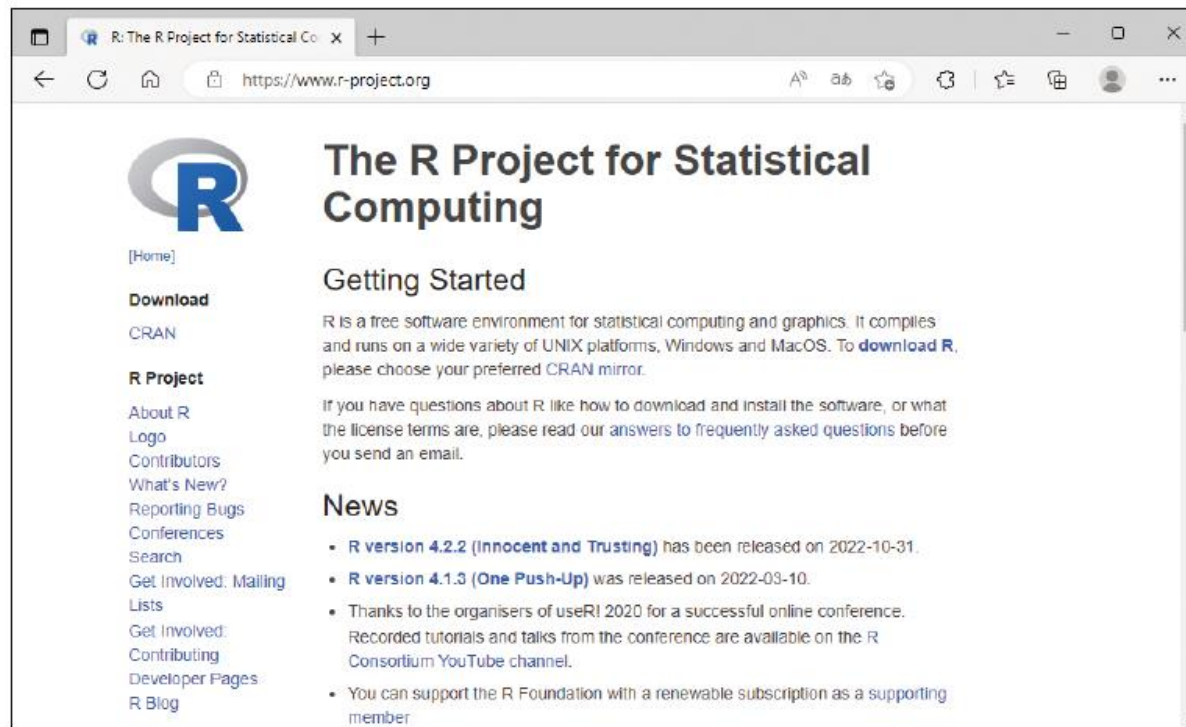 R: The R Project for Statistical Co
https://www.r-project.org
R
[Home]
Download
CRAN
R Project
About R
Logo
Contributors
What's New?
Reporting Bugs
Conferences
Search
Get Involved: Mailing
Lists
Get Involved:
Contributing
Developer Pages
R Blog
The R Project for Statistical
Computing
Getting Started
R is a free software environment for statistical computing and graphics. It compiles
and runs on a wide variety of UNIX platforms, Windows and MacOS. To download R,
please choose your preferred CRAN mirror.
If you have questions about R like how to download and install the software, or what
the license terms are, please read our answers to frequently asked questions before
you send an email.
News
• R version 4.2.2 (Innocent and Trusting) has been released on 2022-10-31.
• R version 4.1.3 (One Push-Up) was released on 2022-03-10.
• Thanks to the organisers of useR! 2020 for a successful online conference.
Recorded tutorials and talks from the conference are available on the R
Consortium YouTube channel.
• You can support the R Foundation with a renewable subscription as a supporting
member